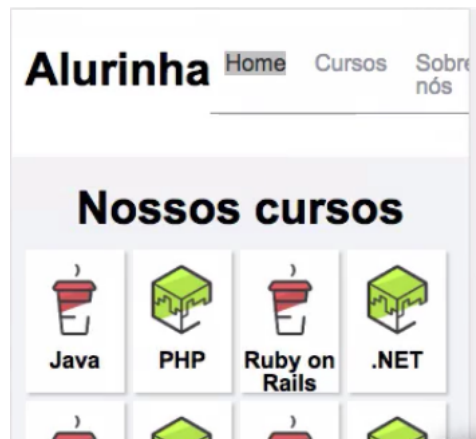 Alurinha Home Cursos Sobre
nós
Nossos cursos
Java PHP Ruby on .NET
Rails